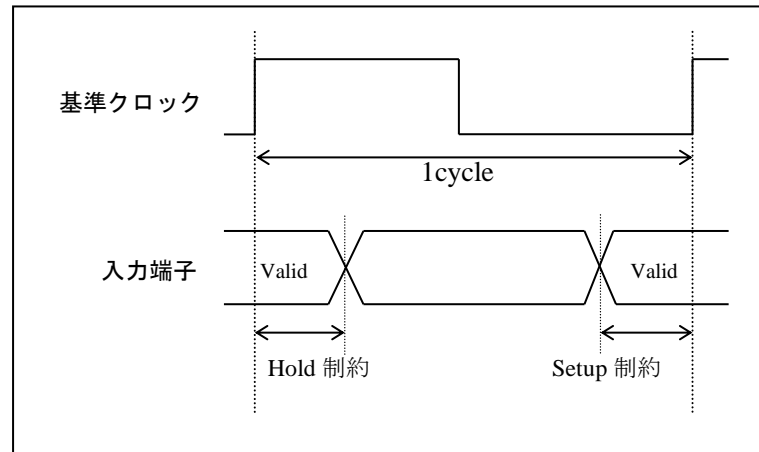 基準クロック
1cycle
入力端子
Valid
Valid
Hold 制約
Setup 制約